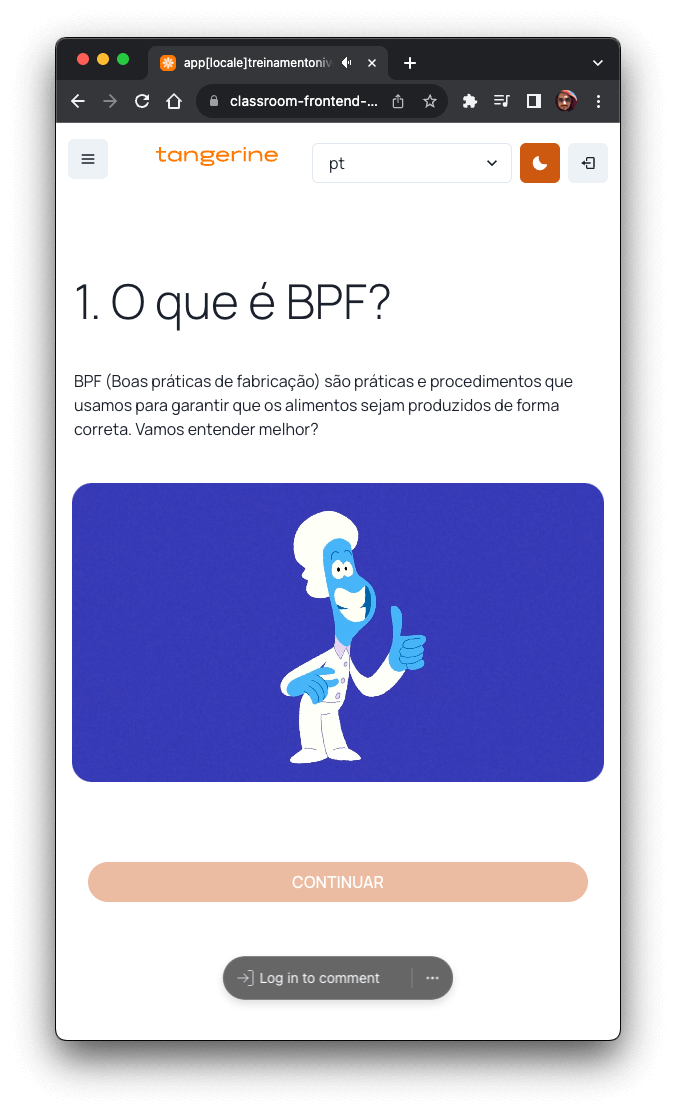 app[locale]treinamentoniv
classroom-frontend-...
tangerine
pt
1. O que é BPF?
BPF (Boas práticas de fabricação) são práticas e procedimentos que
usamos para garantir que os alimentos sejam produzidos de forma
correta. Vamos entender melhor?
CONTINUAR
Log in to comment